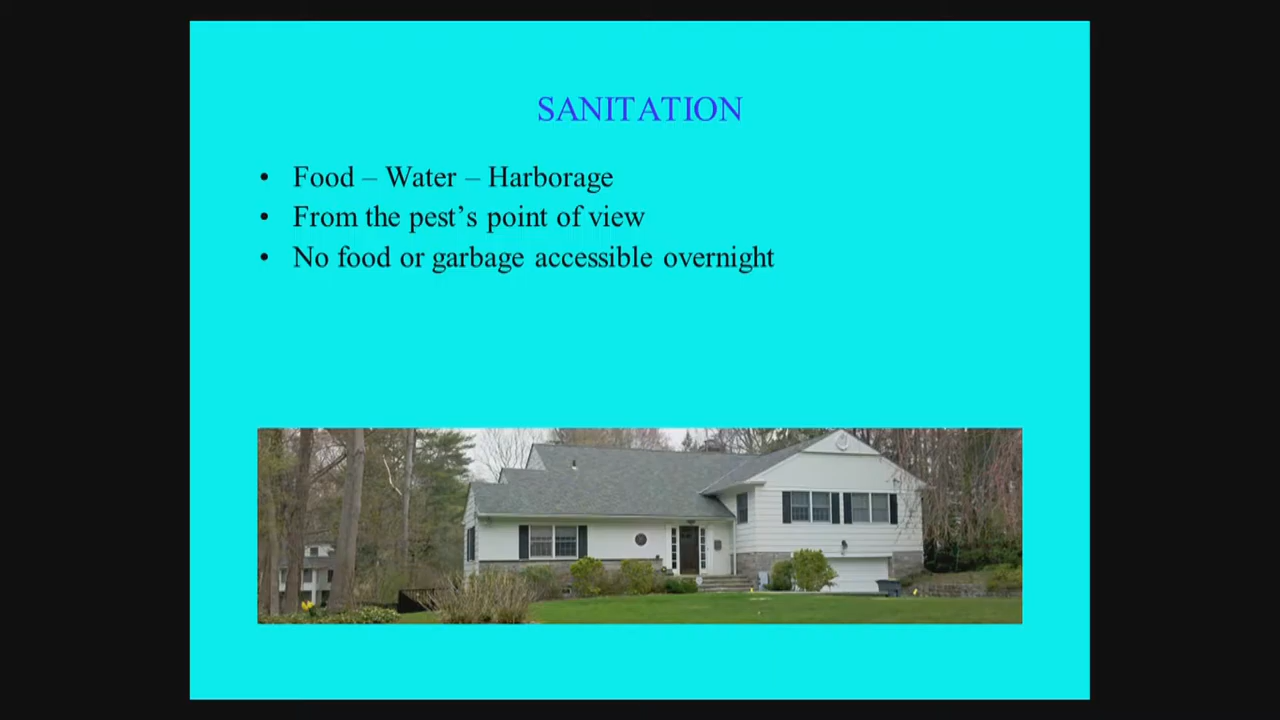 SANITATION
• Food – Water – Harborage
• From the pest’s point of view
• No food or garbage accessible overnight